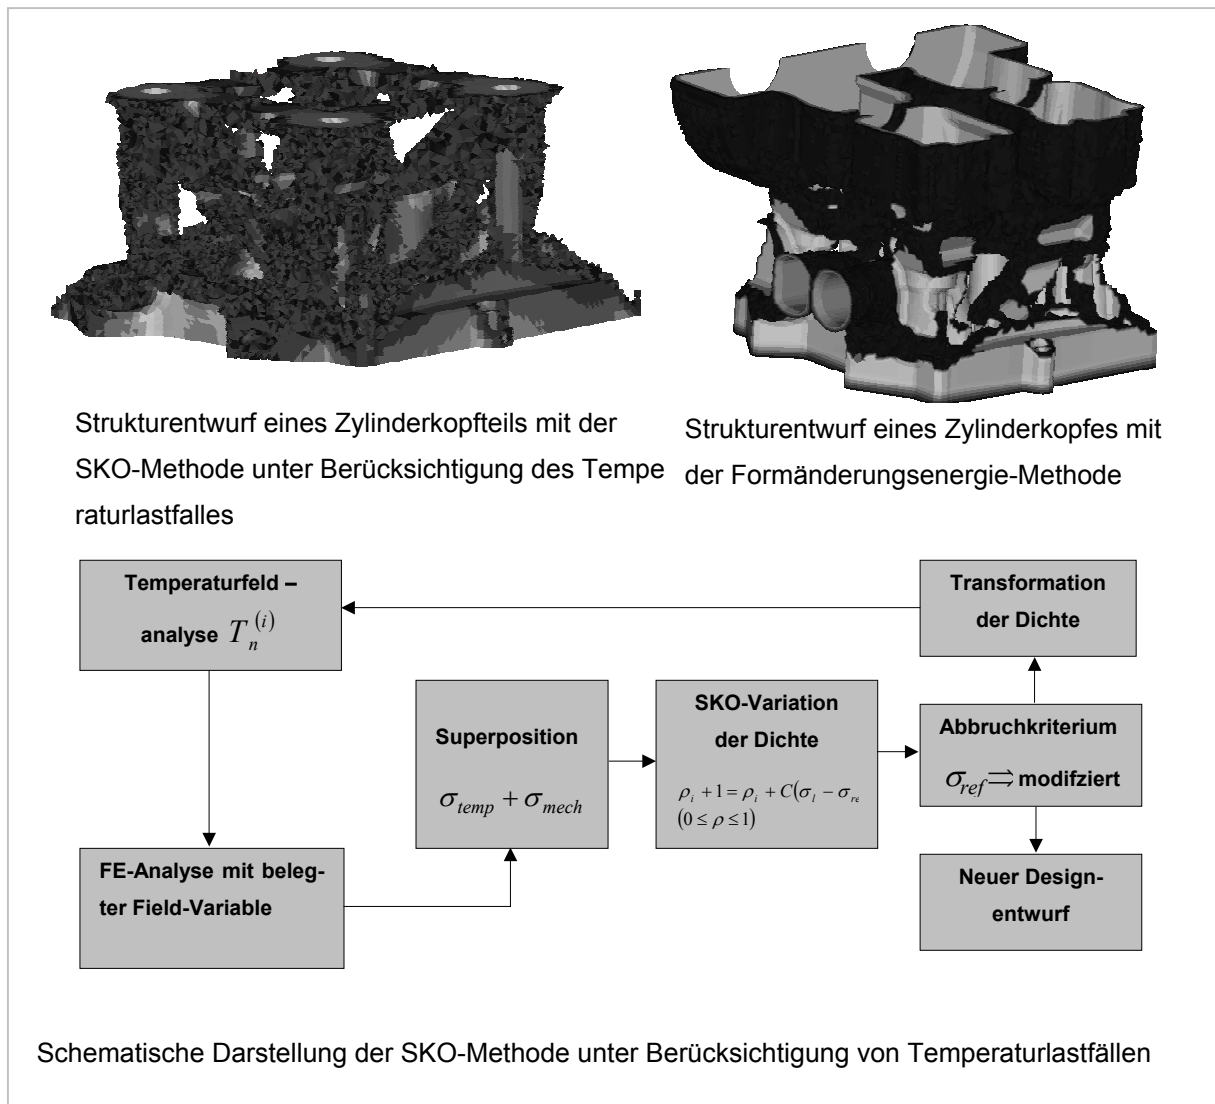 Strukturentwurf eines Zylinderkopfteils mit der
SKO-Methode unter Berücksichtigung des Tempe
raturlastfalles
Strukturentwurf eines Zylinderkopfes mit
der Formänderungsenergie-Methode
Temperaturfeld –
analyse T_n^(i)
Transformation
der Dichte
Superposition
σ_temp + σ_mech
SKO-Variation
der Dichte
ρ_i + 1 = ρ_i + C(σ_l − σ_re
(0 ≤ ρ ≤ 1)
Abbruchkriterium
σ_ref ⇒ modifziert
FE-Analyse mit beleg-
ter Field-Variable
Neuer Design-
entwurf
Schematische Darstellung der SKO-Methode unter Berücksichtigung von Temperaturlastfällen